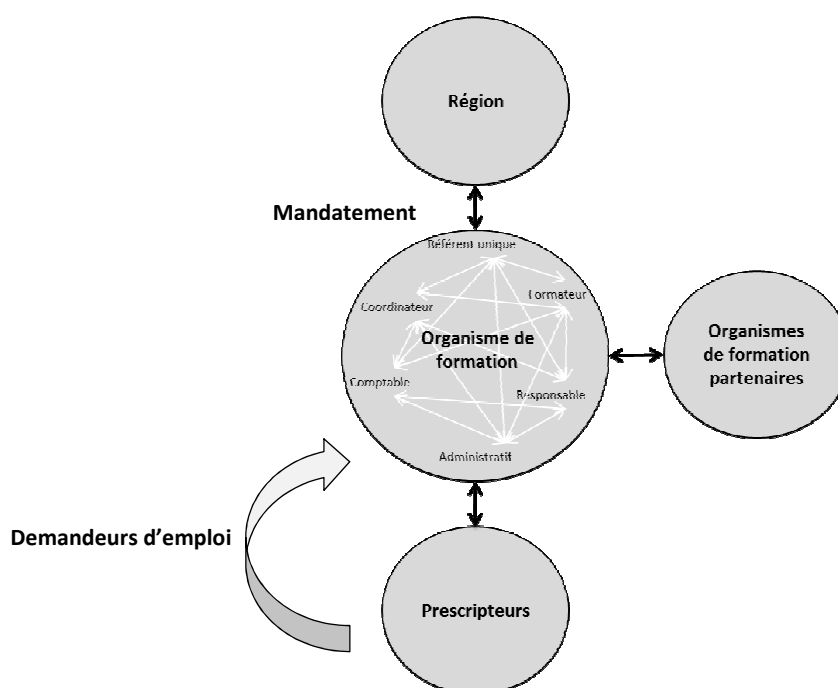 Région
Mandatement
Référent unique
Formateur
Coordinateur
Organisme de
formation
Organismes
de formation
partenaires
Comptable
Responsable
Administratif
Demandeurs d’emploi
Prescripteurs